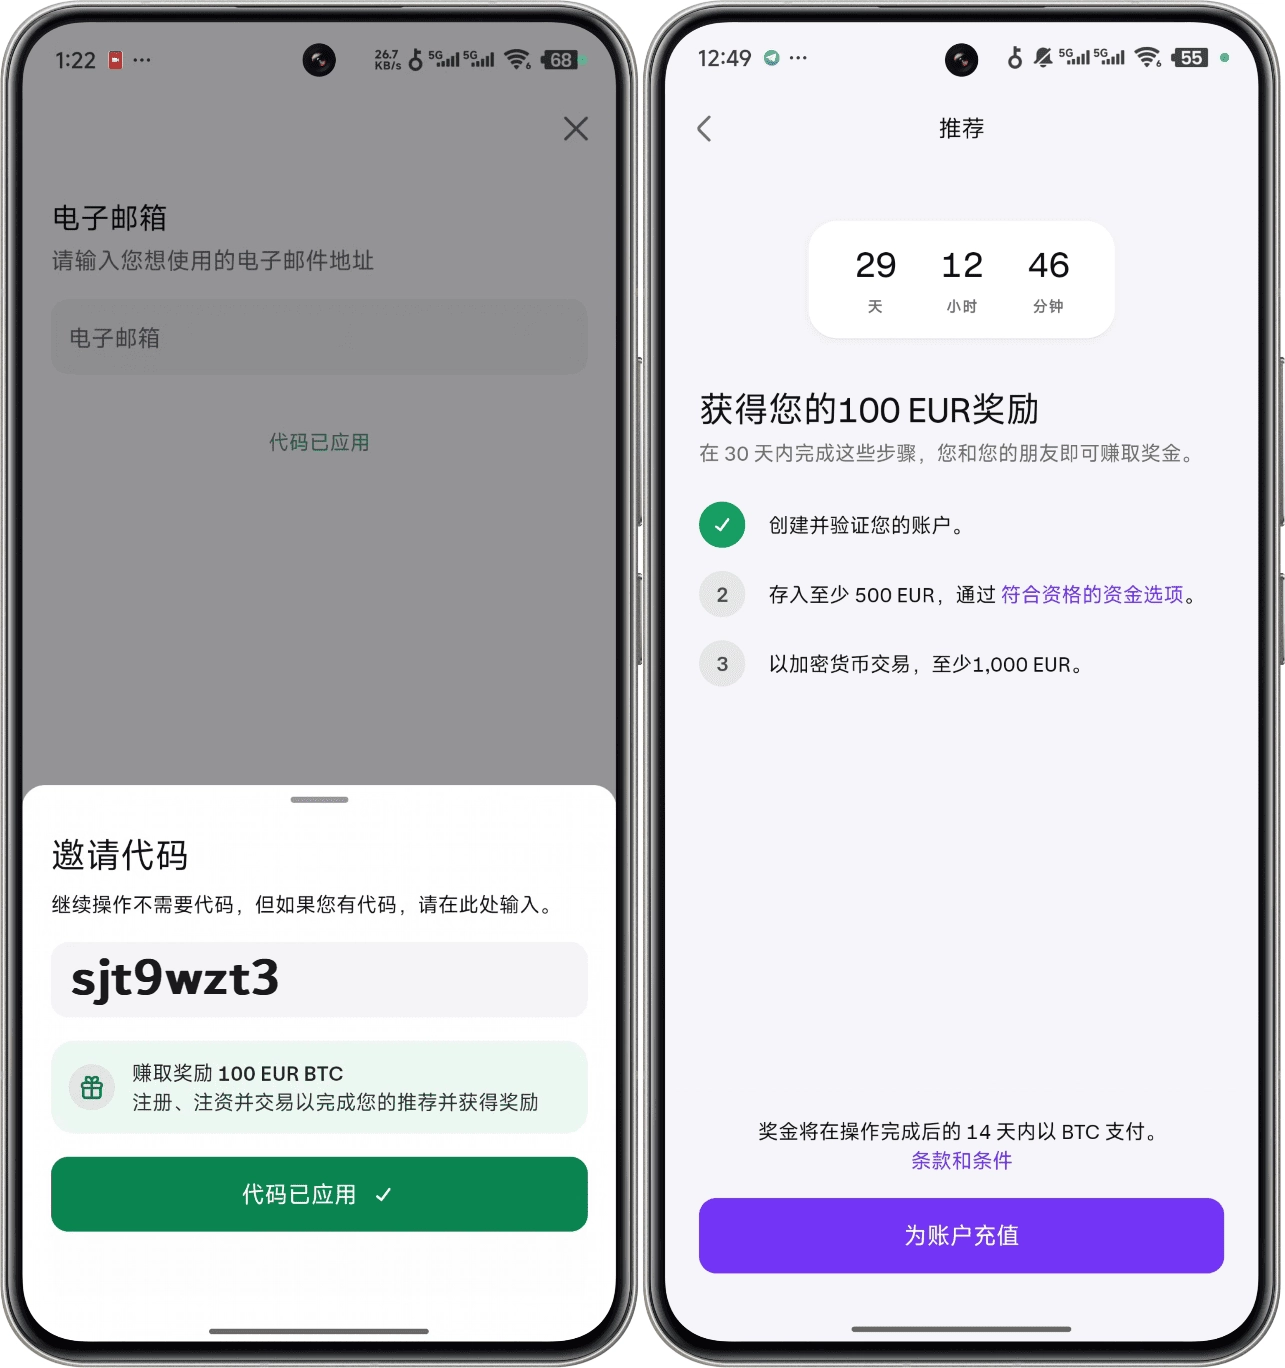 1:22 ··· 26.7 KB/s 5G 5G 6 68
电子邮箱
请输入您想使用的电子邮件地址
电子邮箱
代码已应用
邀请代码
继续操作不需要代码，但如果您有代码，请在此处输入。
sjt9wzt3
赚取奖励 100 EUR BTC
注册、注资并交易以完成您的推荐并获得奖励
代码已应用
12:49 ··· 5G 5G 6 55
推荐
29 12 46
天 小时 分钟
获得您的100 EUR奖励
在 30 天内完成这些步骤，您和您的朋友即可赚取奖金。
创建并验证您的账户。
2 存入至少 500 EUR，通过 符合资格的资金选项。
3 以加密货币交易，至少1,000 EUR。
奖金将在操作完成后的 14 天内以 BTC 支付。
条款和条件
为账户充值